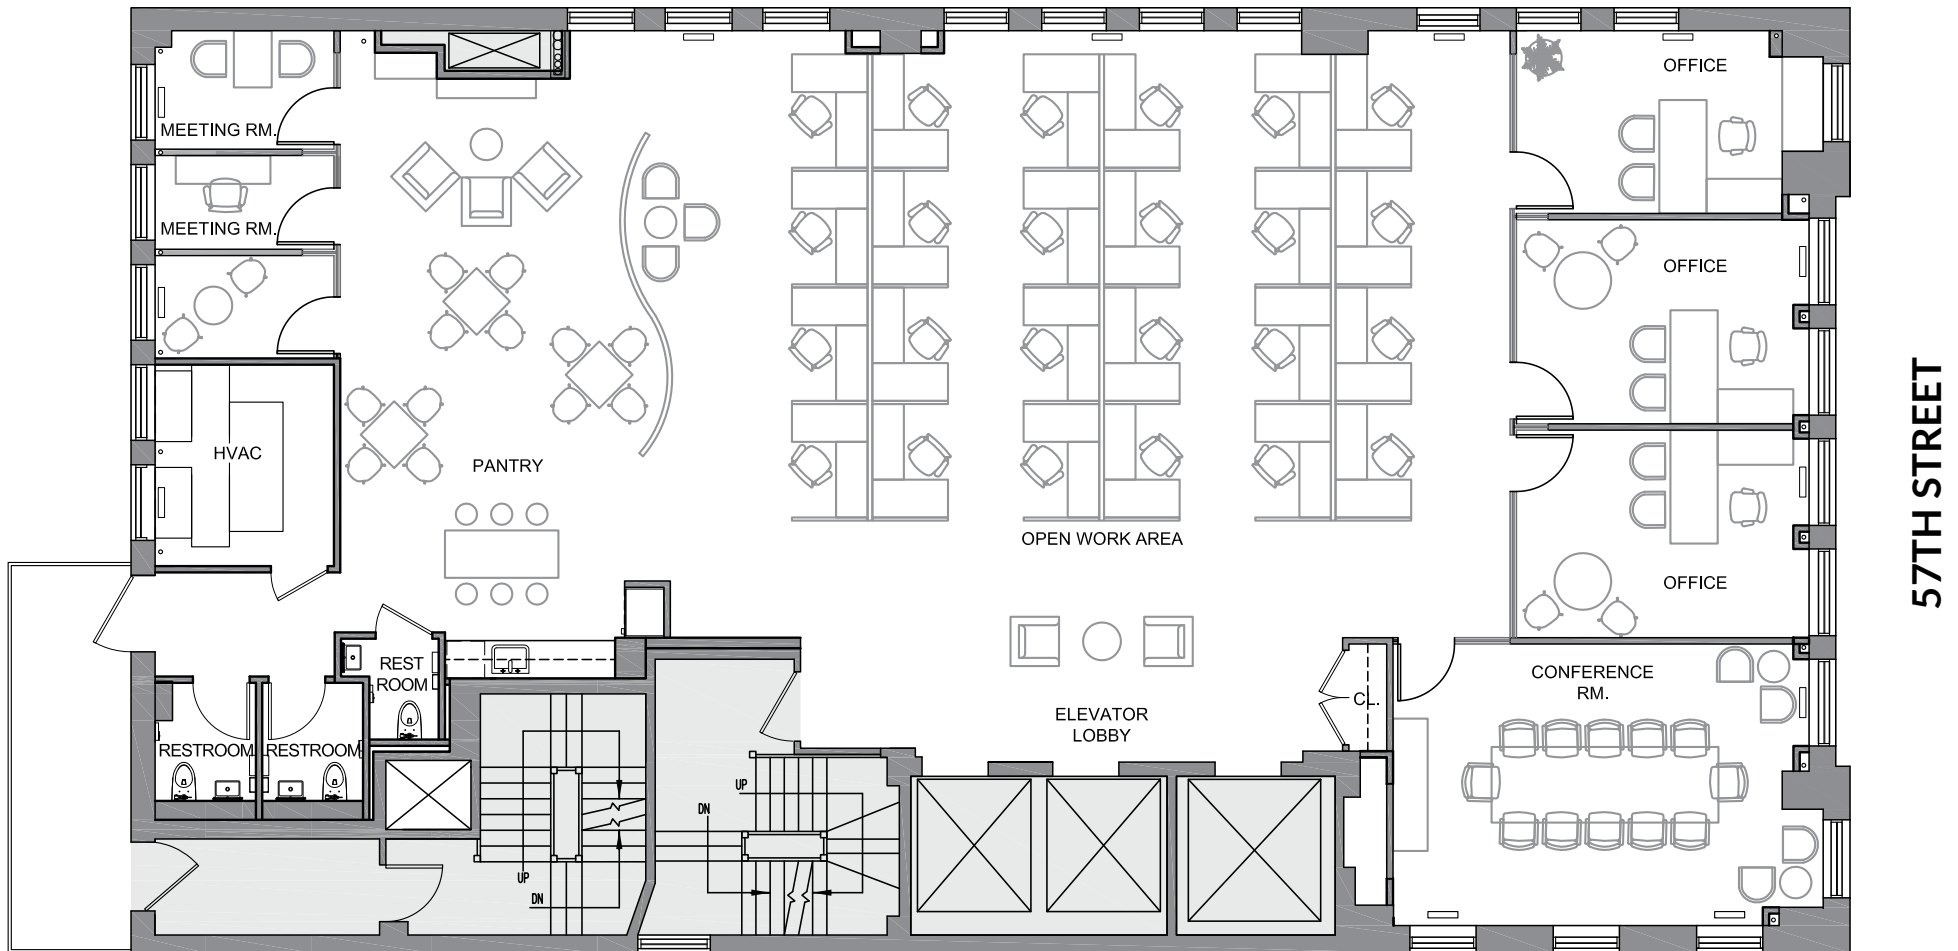 OFFICE
MEETING RM.
MEETING RM.
OFFICE
HVAC
PANTRY
OPEN WORK AREA
57TH STREET
OFFICE
REST
ROOM
CONFERENCE
RM.
CL.
ELEVATOR
LOBBY
RESTROOM
RESTROOM
UP
DN
UP
DN